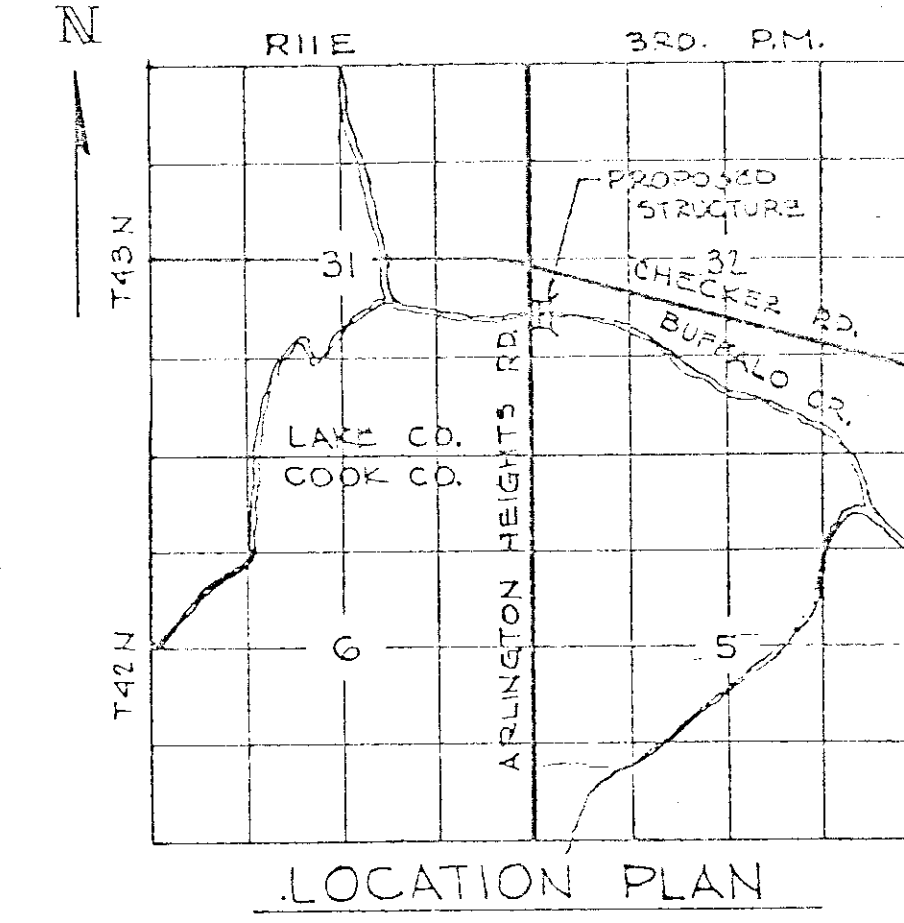 N
R11E 3RD. P.M.
PROPOSED
STRUCTURE
T43N
31
32
CHECKER RD.
BUFFALO CR.
ARLINGTON HEIGHTS RD.
LAKE CO.
COOK CO.
T42N
6
5
LOCATION PLAN